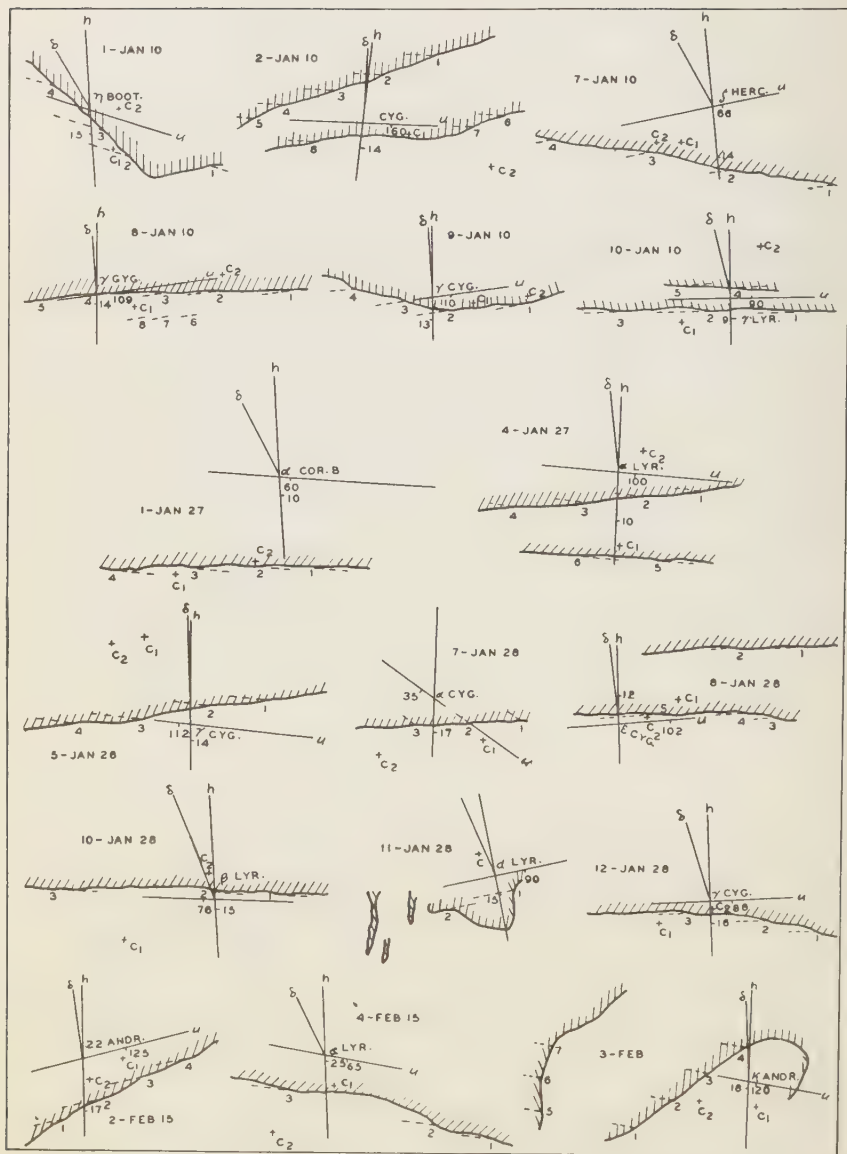 h
δ
1-JAN 10
4
η BOOT.
+C2
3
15
u
+C1 2
1
δ h
2-JAN 10
1
2
3
4
5
CYG.
160 +C1
u
6
7
8
14
+C2
h
δ
7-JAN 10
ζ HERC.
66
u
C2
+ +C1
4
3
14
2
1
δ h
8-JAN 10
γ CYG.
u +C2
5
4
14 109
3
2
1
+C1
8 7 6
δ h
9-JAN 10
γ CYG.
u
4
110
+C1
C2
3
13
2
1
h
δ
+C2
10-JAN 10
5
4
90
u
3
+C1
2
9
γ LYR.
1
h
δ
α COR. B
60
10
1-JAN 27
C2
+
4
+C1
3
2
1
δ h
4-JAN 27
+C2
α LYR.
100
u
4
3
2
1
10
+C1
6
5
δ h
+C2
+C1
4
3
2
1
112
γ CYG.
14
u
5-JAN 28
h
7-JAN 28
35
α CYG.
3
17
2
1
+C1
+C2
u
δ h
2
1
8-JAN 28
12
+C1
5
C2
u
4
3
ε CYG.
102
h
δ
10-JAN 28
C2
+
β LYR.
2
1
76
15
+C1
δ h
11-JAN 28
+C
α LYR.
90
15
1
2
h
δ
12-JAN 28
γ CYG.
+C2 86
u
3
+C1
16
2
1
h
δ
22 ANDR.
u
+125
C1
+C2
4
3
17 2
1
2-FEB 15
h
δ
4-FEB 15
α LYR.
25 65
u
+C1
3
+C2
2
1
3-FEB
7
6
5
h
δ
4
3
K ANDR.
18 120
u
2
+C2
+C1
1